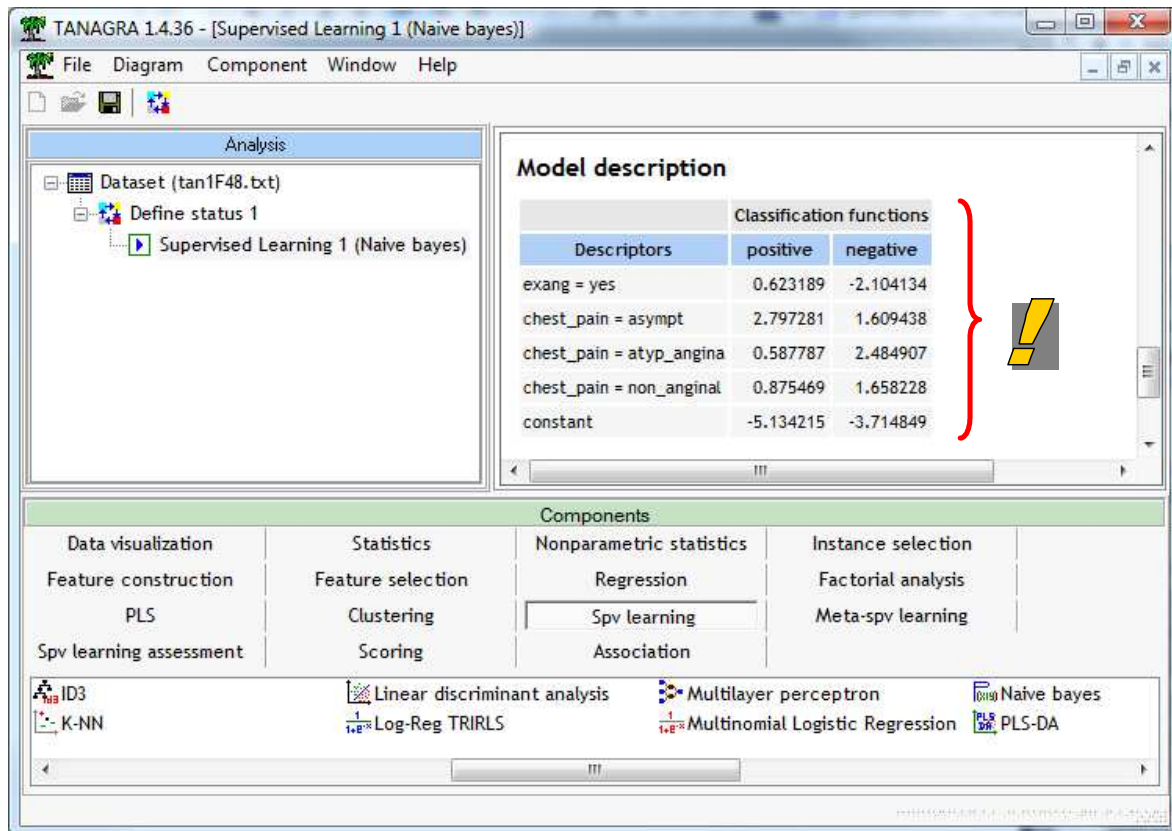 TANAGRA 1.4.36 - [Supervised Learning 1 (Naive bayes)]
File Diagram Component Window Help
Analysis
Dataset (tan1F48.txt)
Define status 1
Supervised Learning 1 (Naive bayes)
Model description
Classification functions
Descriptors positive negative
exang = yes 0.623189 -2.104134
chest_pain = asympt 2.797281 1.609438
chest_pain = atyp_angina 0.587787 2.484907
chest_pain = non_anginal 0.875469 1.658228
constant -5.134215 -3.714849
!
Components
Data visualization Statistics Nonparametric statistics Instance selection
Feature construction Feature selection Regression Factorial analysis
PLS Clustering Spv learning Meta-spv learning
Spv learning assessment Scoring Association
ID3 Linear discriminant analysis Multilayer perceptron Naive bayes
K-NN Log-Reg TRIRLS Multinomial Logistic Regression PLS-DA